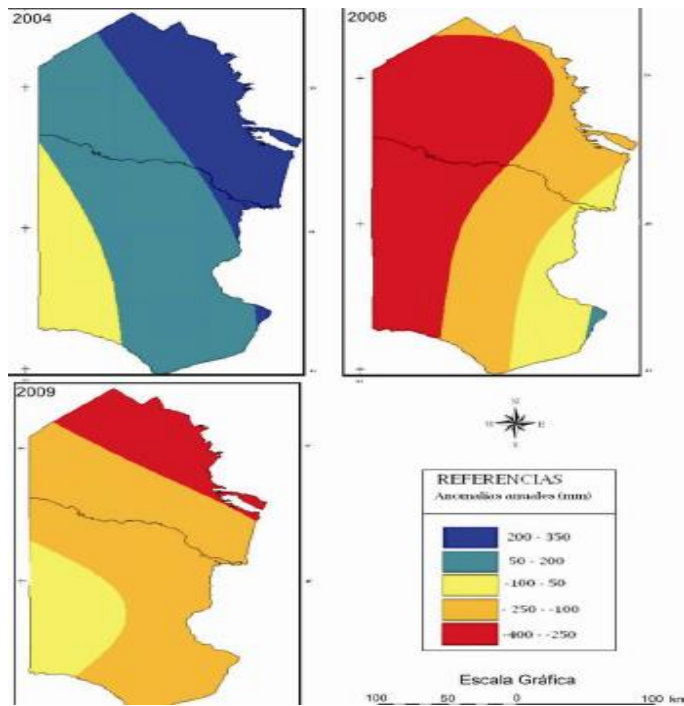 2004
2008
2009
REFERENCIAS
Anomalias anuales (mm)
200 - 350
50 - 200
-100 - 50
- 250 - -100
-400 - -250
Escala Gráfica
100 50 0 100 km